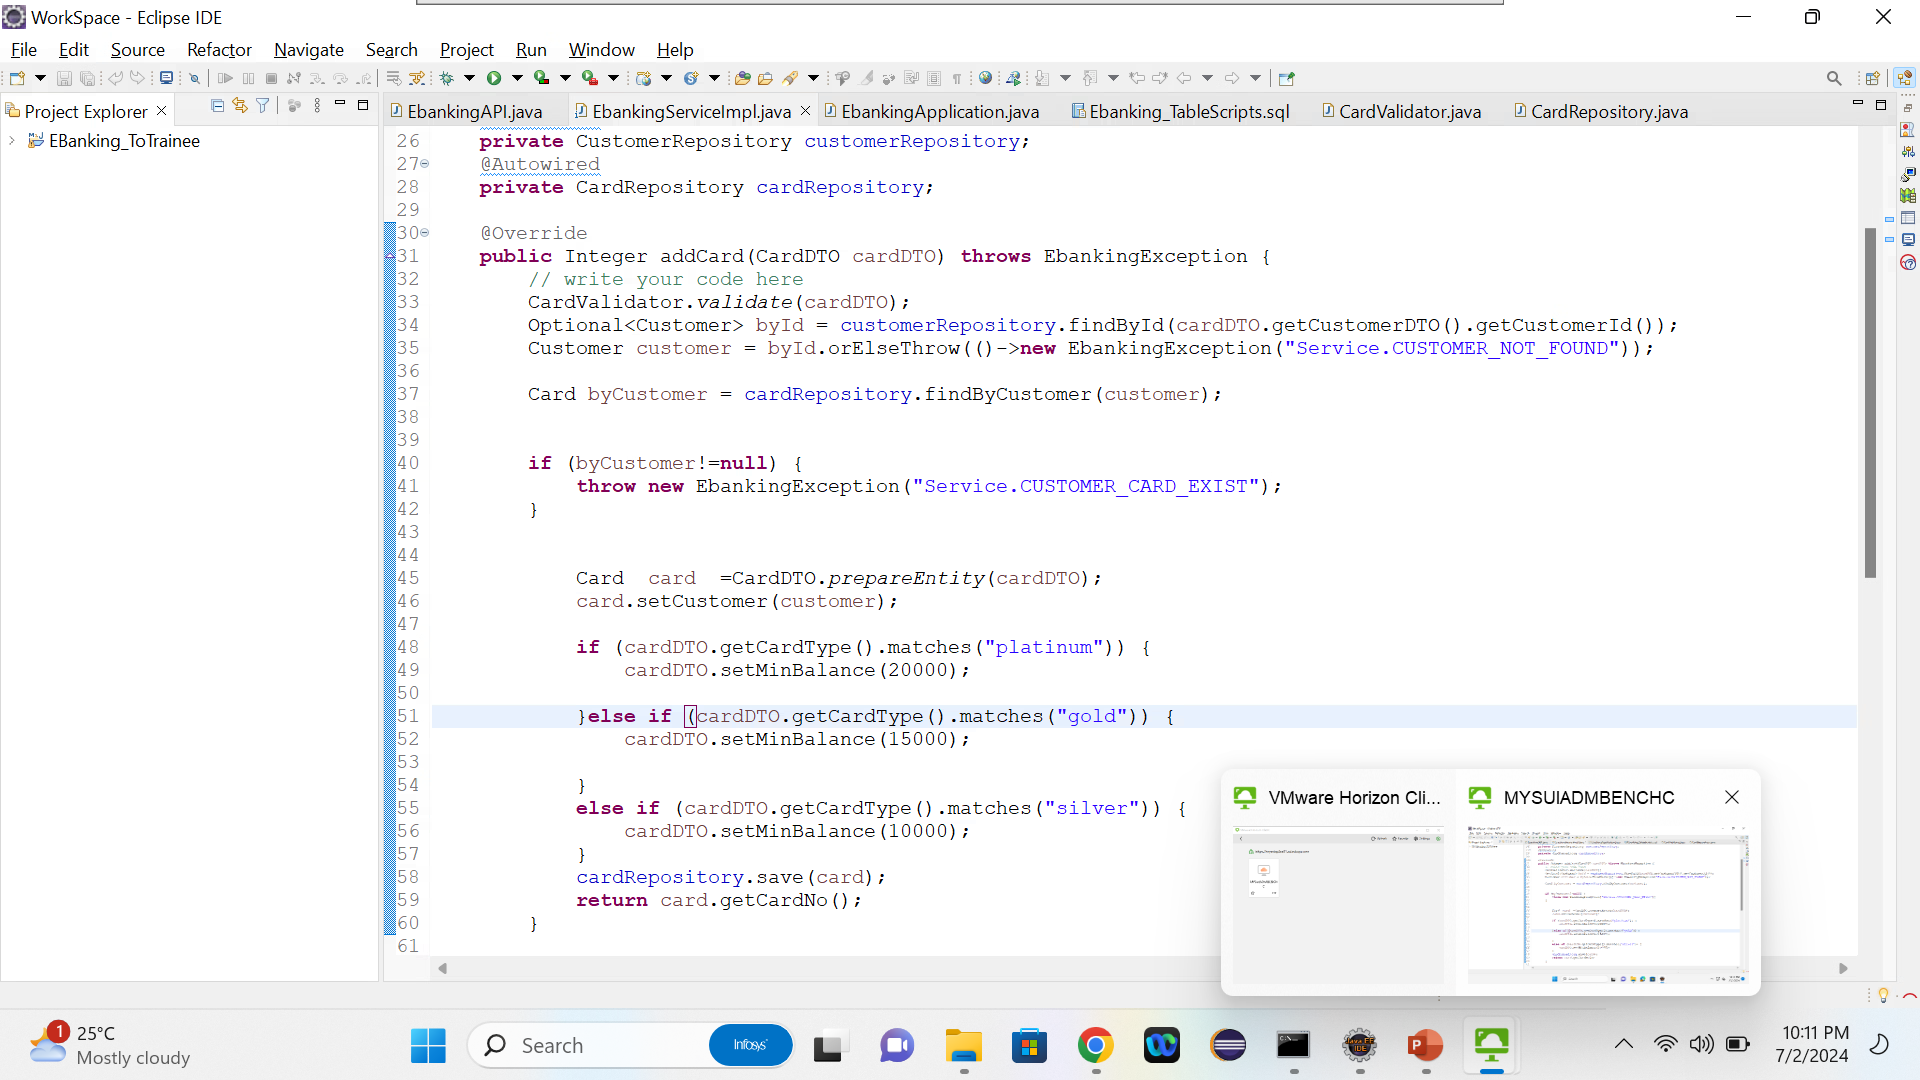 WorkSpace - Eclipse IDE
File Edit Source Refactor Navigate Search Project Run Window Help
Project Explorer
EBanking_ToTrainee
EbankingAPI.java EbankingServiceImpl.java EbankingApplication.java Ebanking_TableScripts.sql CardValidator.java CardRepository.java
26 private CustomerRepository customerRepository;
27 @Autowired
28 private CardRepository cardRepository;
29
30 @Override
31 public Integer addCard(CardDTO cardDTO) throws EbankingException {
32 // write your code here
33 CardValidator.validate(cardDTO);
34 Optional<Customer> byId = customerRepository.findById(cardDTO.getCustomerDTO().getCustomerId());
35 Customer customer = byId.orElseThrow(()->new EbankingException("Service.CUSTOMER_NOT_FOUND"));
36
37 Card byCustomer = cardRepository.findByCustomer(customer);
38
39
40 if (byCustomer!=null) {
41 throw new EbankingException("Service.CUSTOMER_CARD_EXIST");
42 }
43
44
45 Card card =CardDTO.prepareEntity(cardDTO);
46 card.setCustomer(customer);
47
48 if (cardDTO.getCardType().matches("platinum")) {
49 cardDTO.setMinBalance(20000);
50
51 }else if (cardDTO.getCardType().matches("gold")) {
52 cardDTO.setMinBalance(15000);
53
54 }
55 else if (cardDTO.getCardType().matches("silver")) {
56 cardDTO.setMinBalance(10000);
57 }
58 cardRepository.save(card);
59 return card.getCardNo();
60 }
61
VMware Horizon Cli... MYSUIADMBENCHC
1 25°C
Mostly cloudy
Search Infosys
10:11 PM
7/2/2024